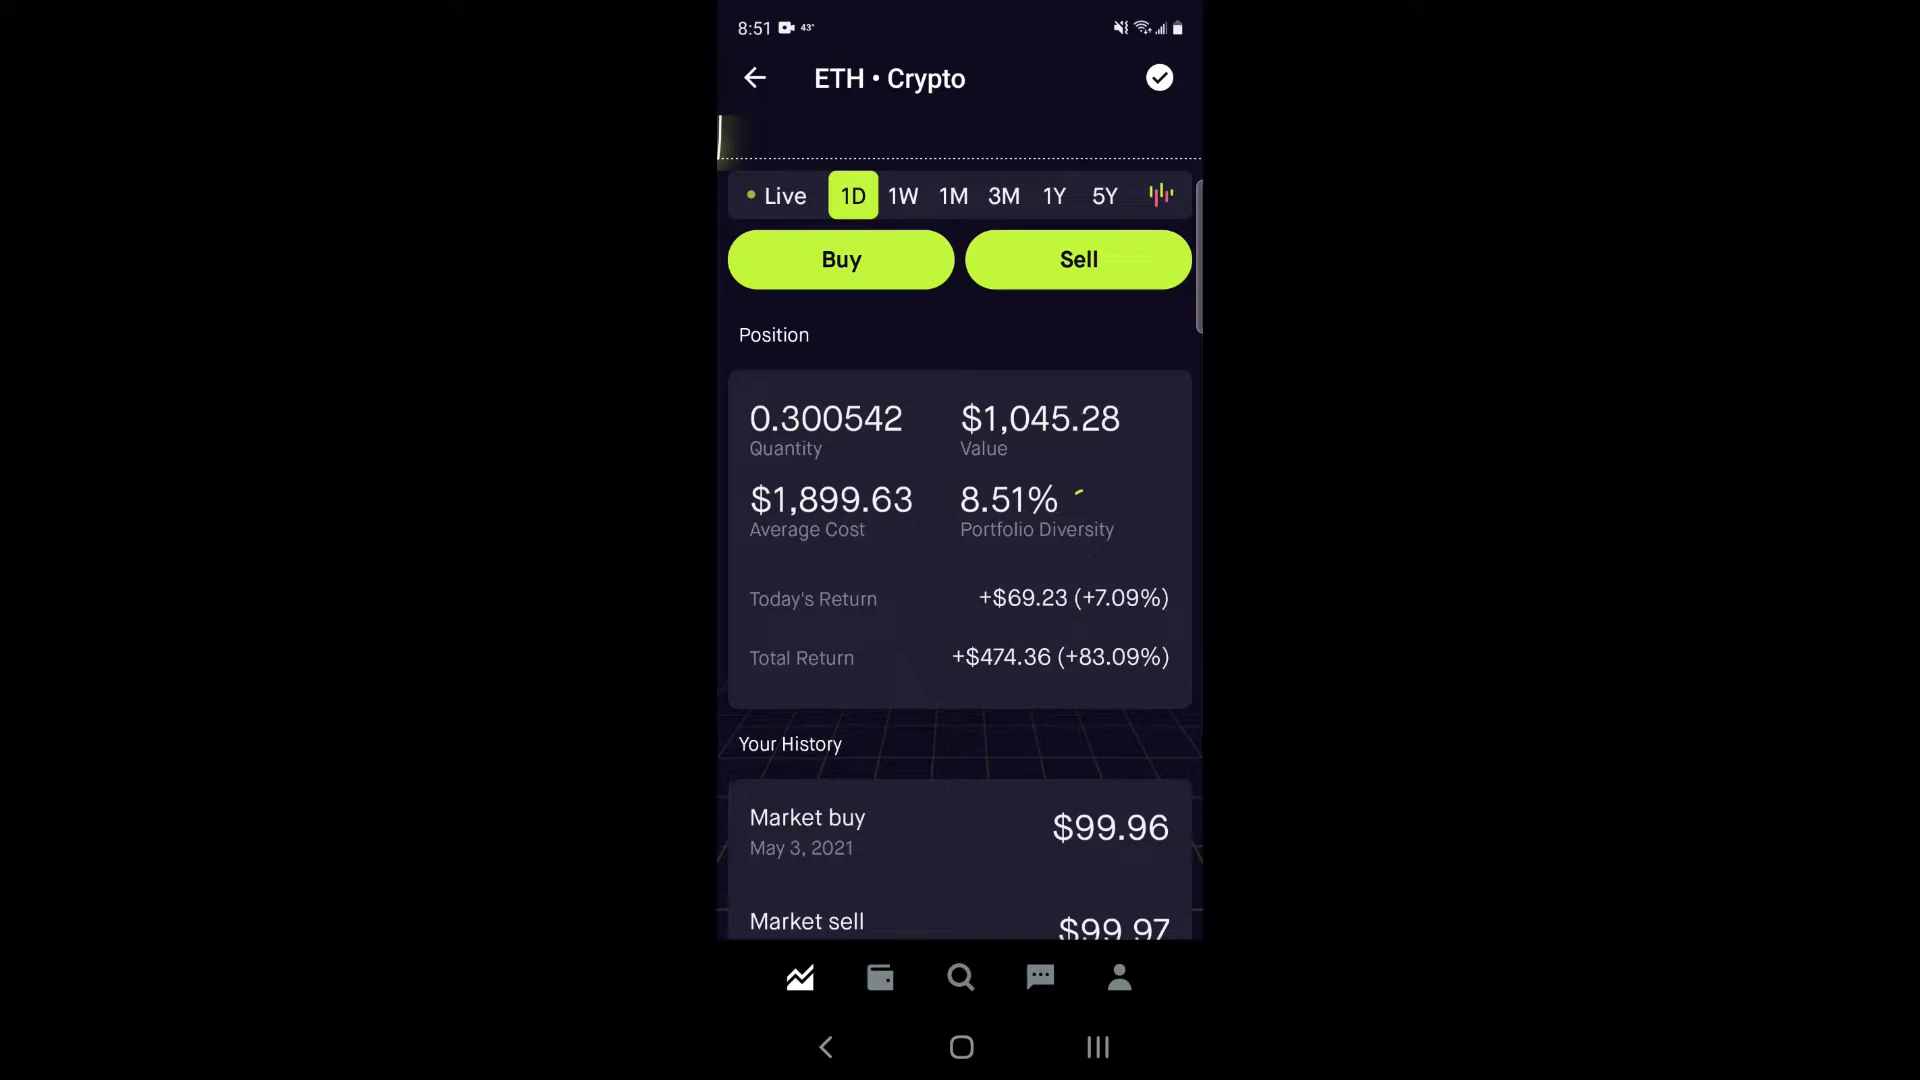 8:51 43°
ETH • Crypto
Live 1D 1W 1M 3M 1Y 5Y
Buy Sell
Position
0.300542 $1,045.28
Quantity Value
$1,899.63 8.51%
Average Cost Portfolio Diversity
Today's Return +$69.23 (+7.09%)
Total Return +$474.36 (+83.09%)
Your History
Market buy $99.96
May 3, 2021
Market sell $99.97